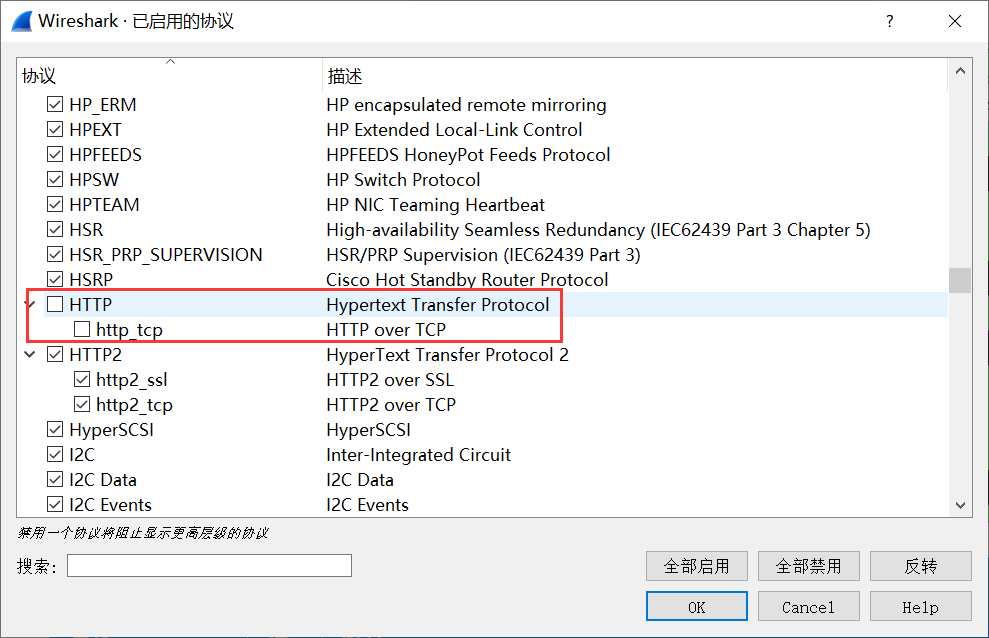 Wireshark · 已启用的协议
协议 描述
HP_ERM HP encapsulated remote mirroring
HPEXT HP Extended Local-Link Control
HPFEEDS HPFEEDS HoneyPot Feeds Protocol
HPSW HP Switch Protocol
HPTEAM HP NIC Teaming Heartbeat
HSR High-availability Seamless Redundancy (IEC62439 Part 3 Chapter 5)
HSR_PRP_SUPERVISION HSR/PRP Supervision (IEC62439 Part 3)
HSRP Cisco Hot Standby Router Protocol
HTTP Hypertext Transfer Protocol
http_tcp HTTP over TCP
HTTP2 HyperText Transfer Protocol 2
http2_ssl HTTP2 over SSL
http2_tcp HTTP2 over TCP
HyperSCSI HyperSCSI
I2C Inter-Integrated Circuit
I2C Data I2C Data
I2C Events I2C Events
禁用一个协议将阻止显示更高层级的协议
搜索: 全部启用 全部禁用 反转
OK Cancel Help